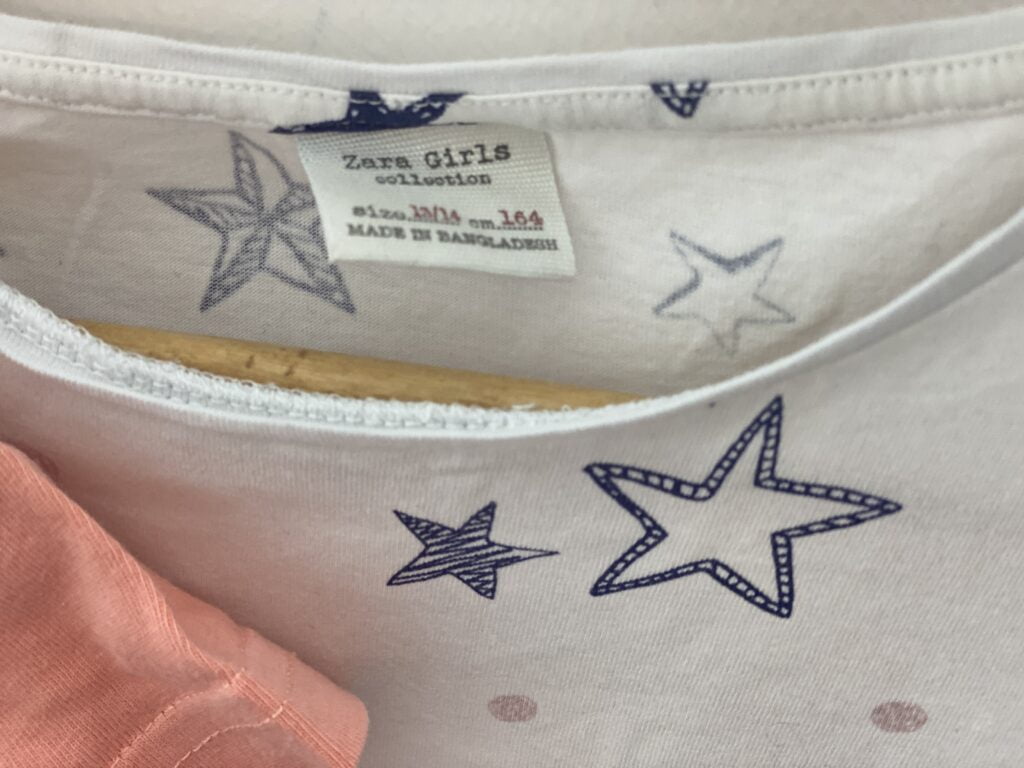 Zara Girls
collection
size.13/14 cm.164
MADE IN BANGLADESH